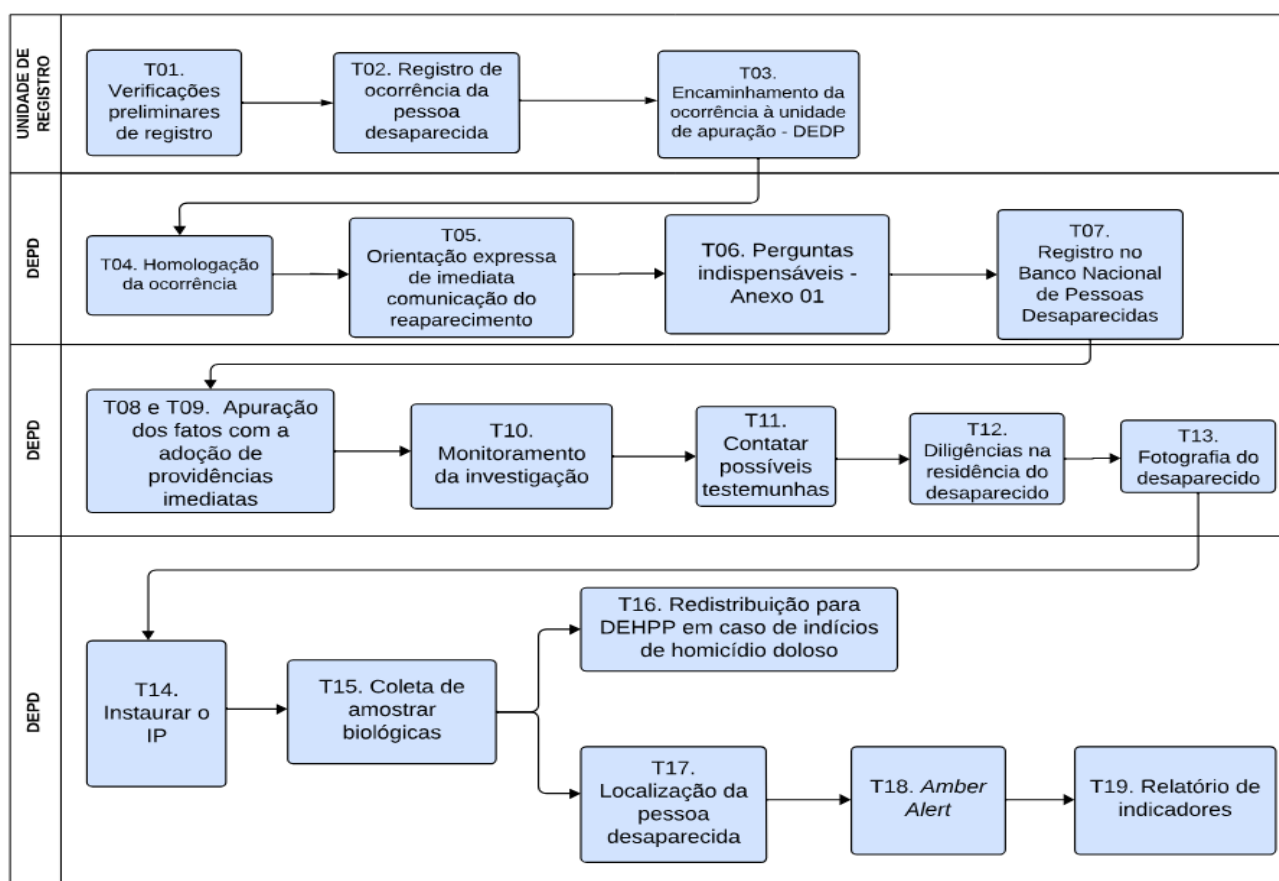 UNIDADE DE
REGISTRO
T01.
Verificações
preliminares
de registro
T02. Registro de
ocorrência da
pessoa
desaparecida
T03.
Encaminhamento da
ocorrência à unidade
de apuração - DEDP
DEPD
T04. Homologação
da ocorrência
T05.
Orientação expressa
de imediata
comunicação do
reaparecimento
T06. Perguntas
indispensáveis -
Anexo 01
T07.
Registro no
Banco Nacional
de Pessoas
Desaparecidas
DEPD
T08 e T09. Apuração
dos fatos com a
adoção de
providências
imediatas
T10.
Monitoramento
da investigação
T11.
Contatar
possíveis
testemunhas
T12.
Diligências na
residência do
desaparecido
T13.
Fotografia do
desaparecido
DEPD
T14.
Instaurar o
IP
T15. Coleta de
amostrar
biológicas
T16. Redistribuição para
DEHPP em caso de indícios
de homicídio doloso
T17.
Localização da
pessoa
desaparecida
T18. Amber
Alert
T19. Relatório de
indicadores